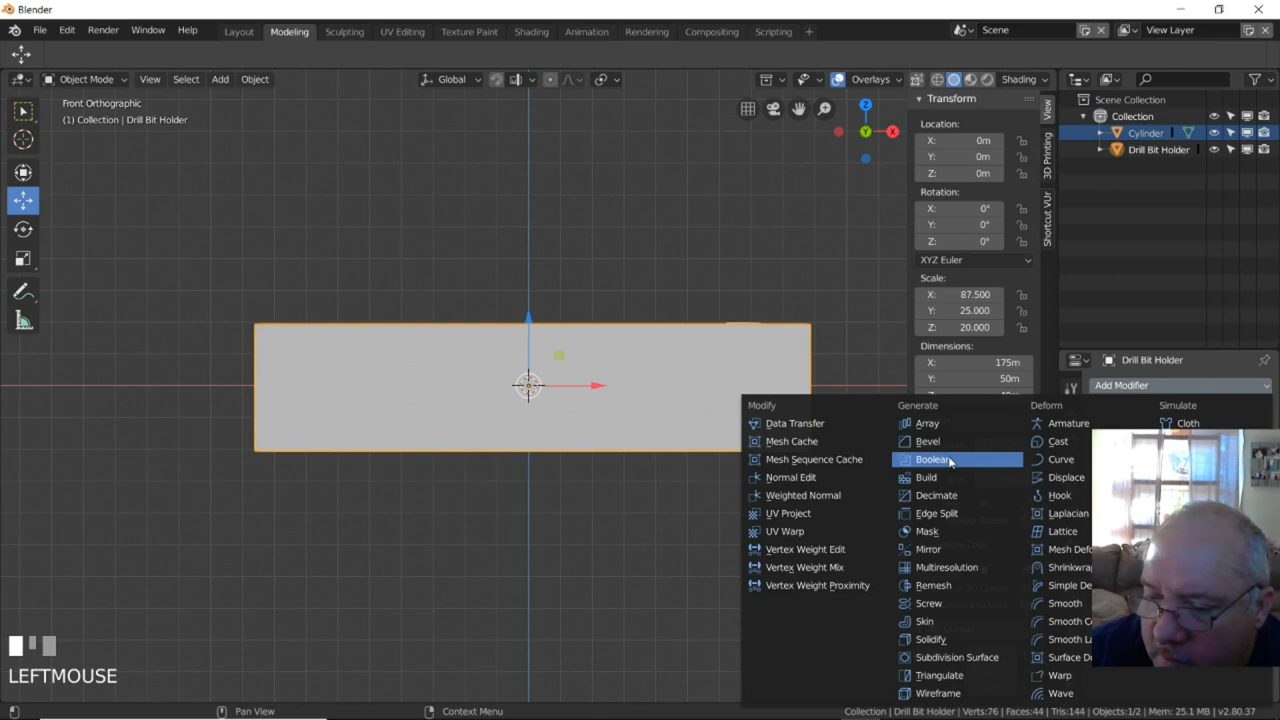 Blender
File Edit Render Window Help
Layout Modeling Sculpting UV Editing Texture Paint Shading Animation Rendering Compositing Scripting +
Scene
View Layer
Object Mode View Select Add Object
Global
Overlays
Shading
Front Orthographic
(1) Collection | Drill Bit Holder
Z
Y
X
Transform
Location:
X: 0m
Y: 0m
Z: 0m
Rotation:
X: 0°
Y: 0°
Z: 0°
XYZ Euler
Scale:
X: 87.500
Y: 25.000
Z: 20.000
Dimensions:
X: 175m
Y: 50m
View
3D Printing
Shortcut VUr
Scene Collection
Collection
Cylinder
Drill Bit Holder
Drill Bit Holder
Add Modifier
Modify
Data Transfer
Mesh Cache
Mesh Sequence Cache
Normal Edit
Weighted Normal
UV Project
UV Warp
Vertex Weight Edit
Vertex Weight Mix
Vertex Weight Proximity
Generate
Array
Bevel
Boolean
Build
Decimate
Edge Split
Mask
Mirror
Multiresolution
Remesh
Screw
Skin
Solidify
Subdivision Surface
Triangulate
Wireframe
Deform
Armature
Cast
Curve
Displace
Hook
Laplacian
Lattice
Mesh Defo
Shrinkwrap
Simple De
Smooth
Smooth Co
Smooth La
Surface De
Warp
Wave
Simulate
Cloth
LEFTMOUSE
Pan View
Context Menu
Collection | Drill Bit Holder | Verts:76 | Faces:44 | Tris:144 | Objects:1/2 | Mem: 25.1 MB | v2.80.37